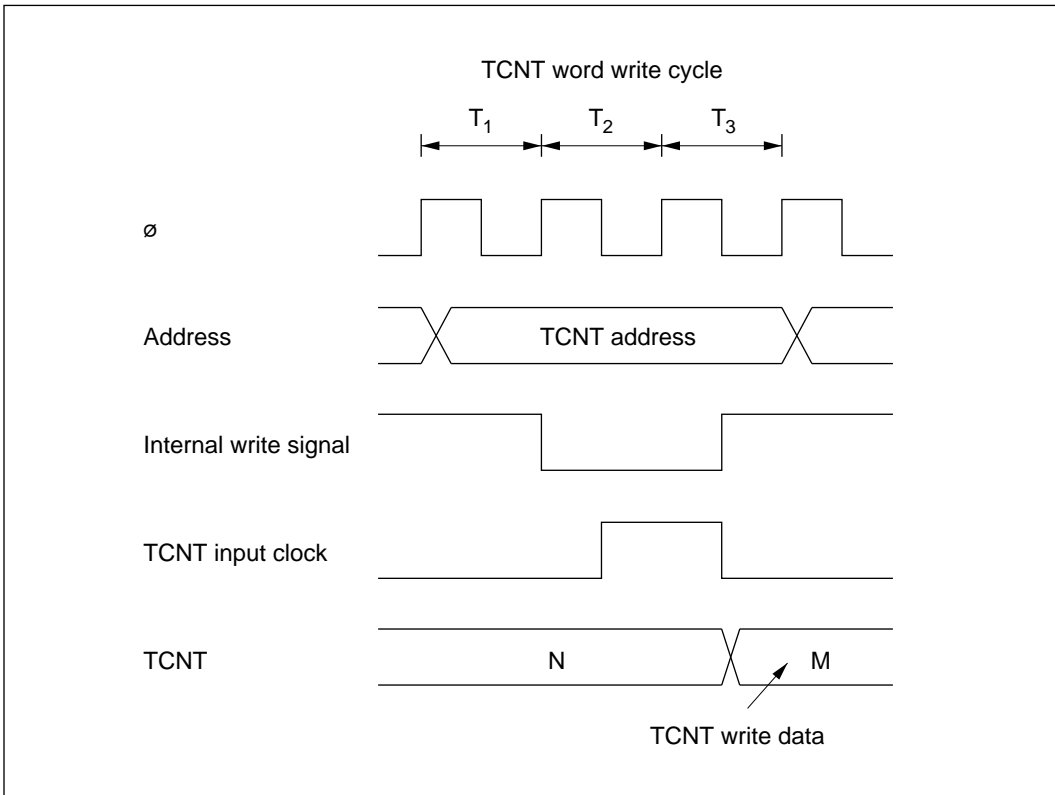 TCNT word write cycle
T1 T2 T3
ø
Address TCNT address
Internal write signal
TCNT input clock
TCNT N M
TCNT write data